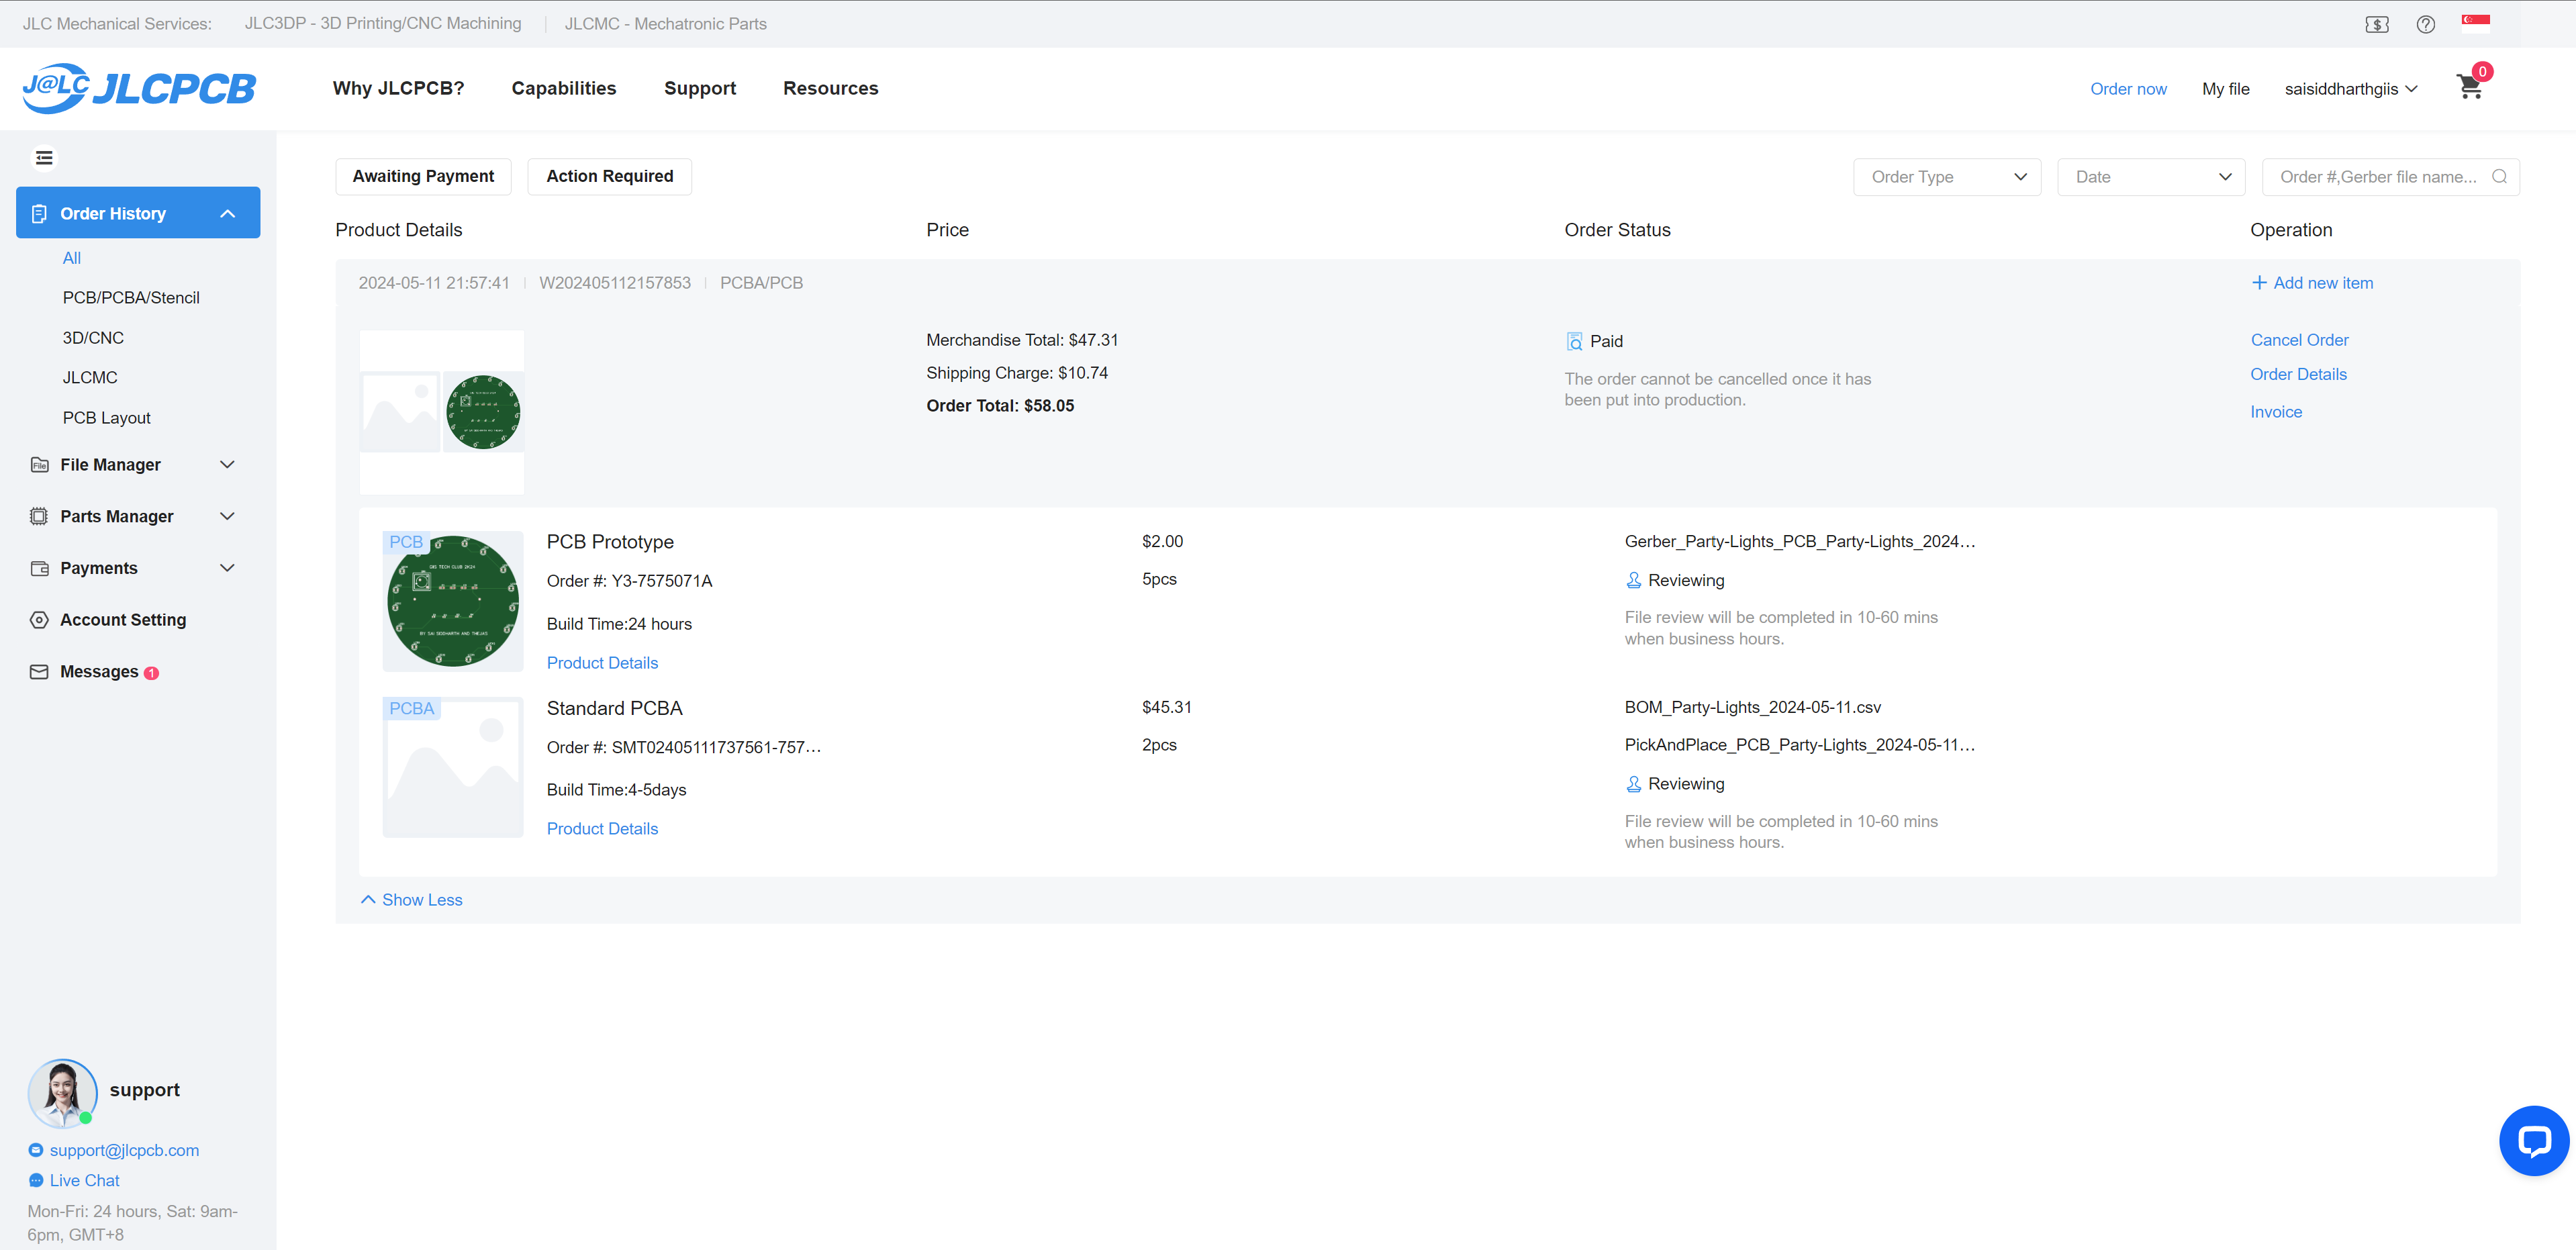 JLC Mechanical Services: JLC3DP - 3D Printing/CNC Machining JLCMC - Mechatronic Parts
J@LC JLCPCB Why JLCPCB? Capabilities Support Resources Order now My file saisiddharthgiis 0
Awaiting Payment Action Required Order Type Date Order #,Gerber file name...
Order History
All
PCB/PCBA/Stencil
3D/CNC
JLCMC
PCB Layout
File Manager
Parts Manager
Payments
Account Setting
Messages 1
Product Details Price Order Status Operation
2024-05-11 21:57:41 W202405112157853 PCBA/PCB Add new item
Merchandise Total: $47.31
Shipping Charge: $10.74
Order Total: $58.05
Paid
The order cannot be cancelled once it has
been put into production.
Cancel Order
Order Details
Invoice
PCB
BY SAI SIDDHARTH AND THEJAS
PCB Prototype
Order #: Y3-7575071A
Build Time:24 hours
Product Details
$2.00
5pcs
Gerber_Party-Lights_PCB_Party-Lights_2024...
Reviewing
File review will be completed in 10-60 mins
when business hours.
PCBA
Standard PCBA
Order #: SMT02405111737561-757...
Build Time:4-5days
Product Details
$45.31
2pcs
BOM_Party-Lights_2024-05-11.csv
PickAndPlace_PCB_Party-Lights_2024-05-11...
Reviewing
File review will be completed in 10-60 mins
when business hours.
Show Less
support
support@jlcpcb.com
Live Chat
Mon-Fri: 24 hours, Sat: 9am-
6pm, GMT+8